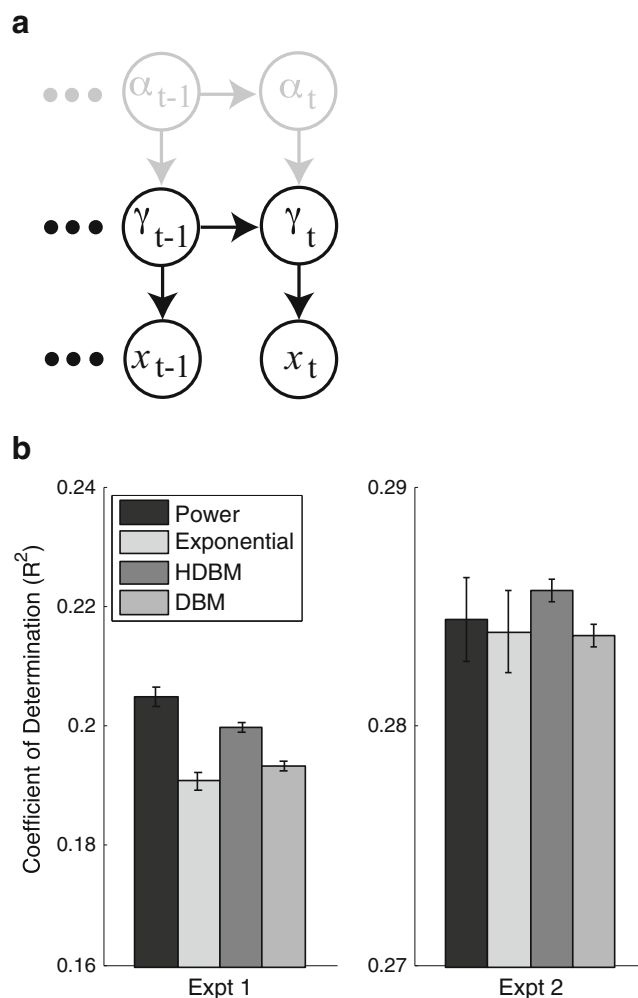 a
α t-1
α t
γ t-1
γ t
x t-1
x t
b
Coefficient of Determination (R²)
0.24
0.22
0.2
0.18
0.16
Power
Exponential
HDBM
DBM
Expt 1
0.29
0.28
0.27
Expt 2